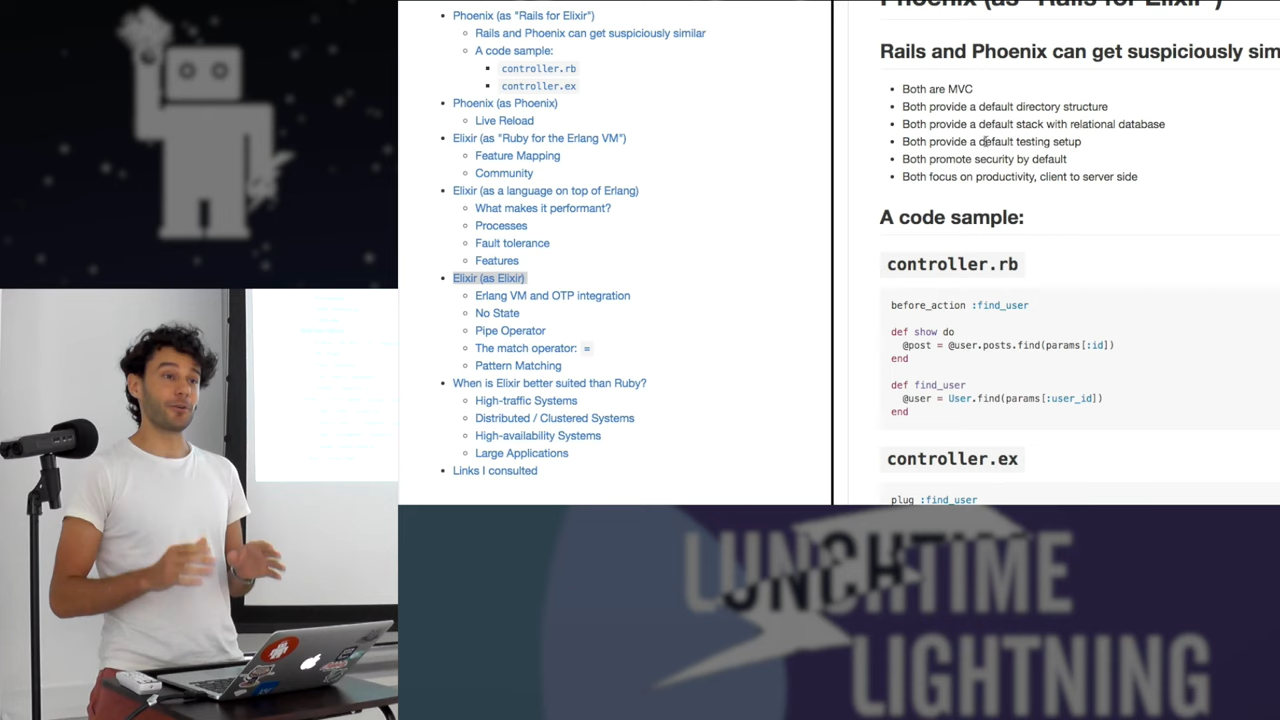 Phoenix (as "Rails for Elixir")
Rails and Phoenix can get suspiciously similar
A code sample:
controller.rb
controller.ex
Phoenix (as Phoenix)
Live Reload
Elixir (as "Ruby for the Erlang VM")
Feature Mapping
Community
Elixir (as a language on top of Erlang)
What makes it performant?
Processes
Fault tolerance
Features
Elixir (as Elixir)
Erlang VM and OTP integration
No State
Pipe Operator
The match operator: =
Pattern Matching
When is Elixir better suited than Ruby?
High-traffic Systems
Distributed / Clustered Systems
High-availability Systems
Large Applications
Links I consulted
Phoenix (as "Rails for Elixir")
Rails and Phoenix can get suspiciously sim
Both are MVC
Both provide a default directory structure
Both provide a default stack with relational database
Both provide a default testing setup
Both promote security by default
Both focus on productivity, client to server side
A code sample:
controller.rb
before_action :find_user
def show do
@post = @user.posts.find(params[:id])
end
def find_user
@user = User.find(params[:user_id])
end
controller.ex
plug :find_user
LUNCHTIME
LIGHTNING